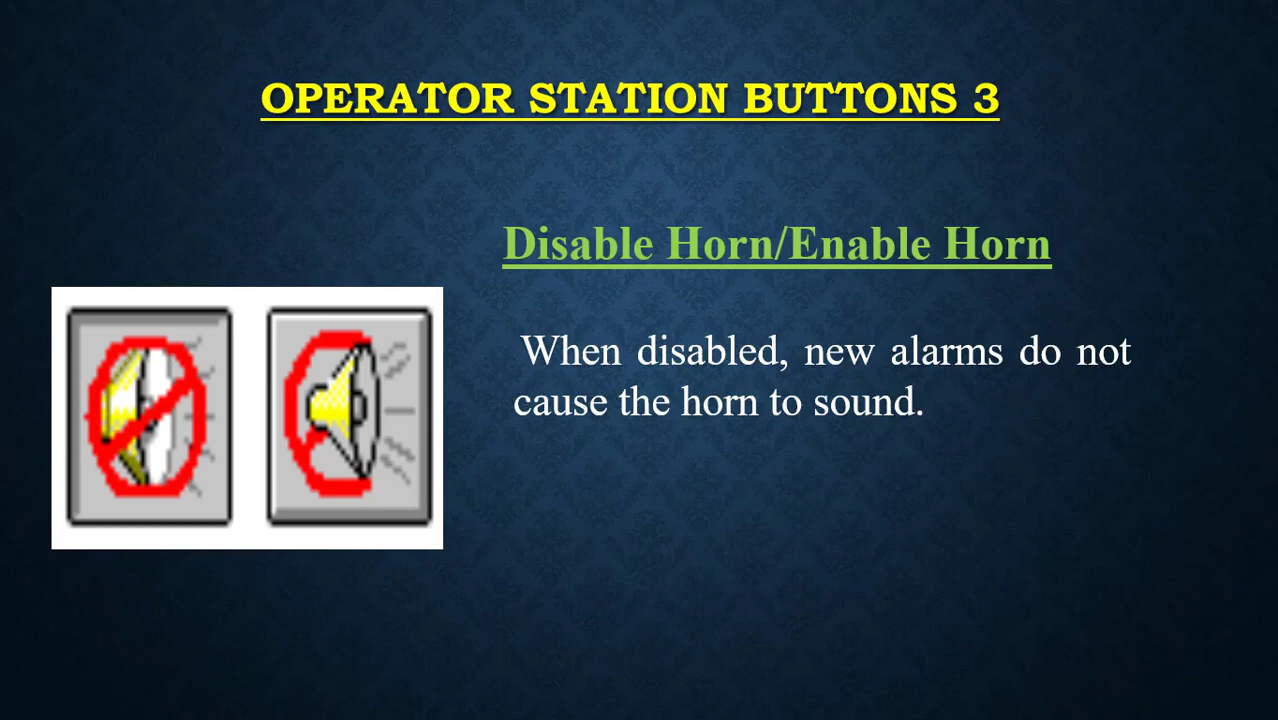 OPERATOR STATION BUTTONS 3
Disable Horn/Enable Horn
When disabled, new alarms do not
cause the horn to sound.